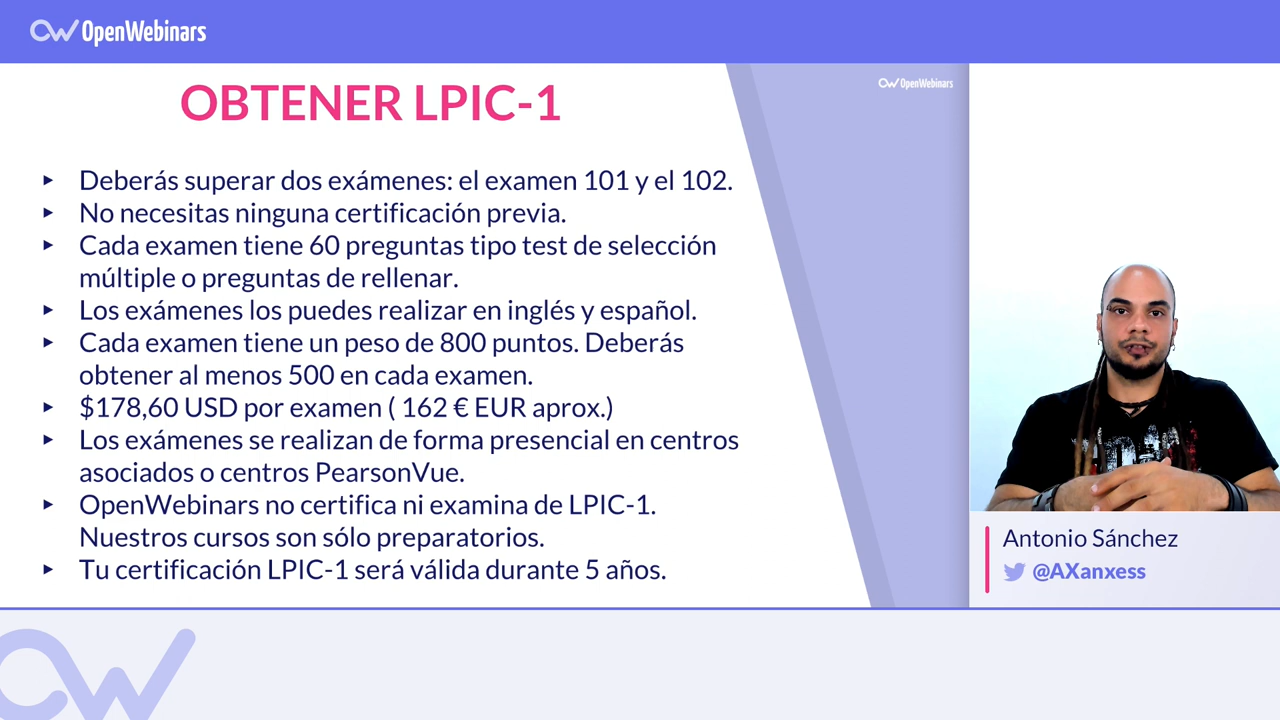 OpenWebinars
OpenWebinars
OBTENER LPIC-1
Deberás superar dos exámenes: el examen 101 y el 102.
No necesitas ninguna certificación previa.
Cada examen tiene 60 preguntas tipo test de selección
múltiple o preguntas de rellenar.
Los exámenes los puedes realizar en inglés y español.
Cada examen tiene un peso de 800 puntos. Deberás
obtener al menos 500 en cada examen.
$178,60 USD por examen ( 162 € EUR aprox.)
Los exámenes se realizan de forma presencial en centros
asociados o centros PearsonVue.
OpenWebinars no certifica ni examina de LPIC-1.
Nuestros cursos son sólo preparatorios.
Tu certificación LPIC-1 será válida durante 5 años.
Antonio Sánchez
@AXanxess